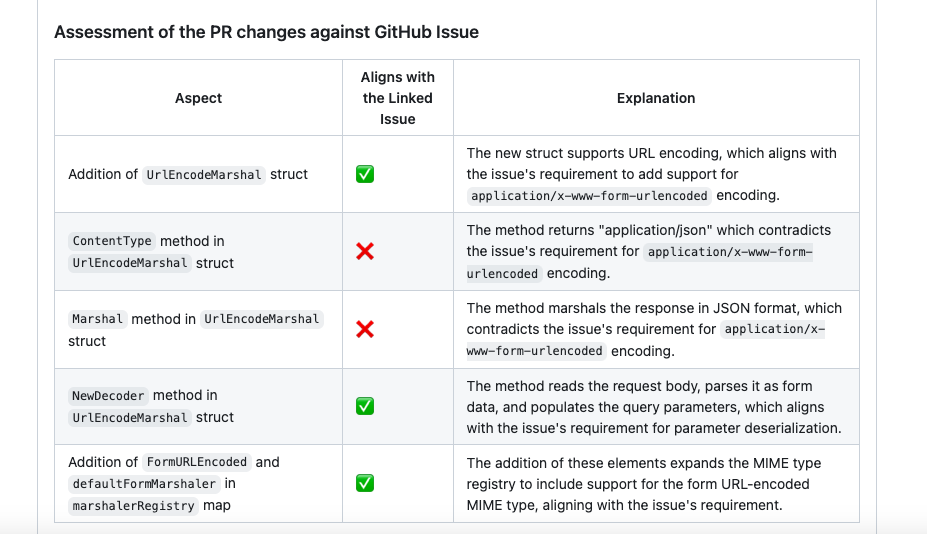 Assessment of the PR changes against GitHub Issue
Aspect
Aligns with
the Linked
Issue
Explanation
Addition of UrlEncodeMarshal struct
✅
The new struct supports URL encoding, which aligns with
the issue's requirement to add support for
application/x-www-form-urlencoded encoding.
ContentType method in
UrlEncodeMarshal struct
❌
The method returns "application/json" which contradicts
the issue's requirement for application/x-www-form-
urlencoded encoding.
Marshal method in UrlEncodeMarshal
struct
❌
The method marshals the response in JSON format, which
contradicts the issue's requirement for application/x-
www-form-urlencoded encoding.
NewDecoder method in
UrlEncodeMarshal struct
✅
The method reads the request body, parses it as form
data, and populates the query parameters, which aligns
with the issue's requirement for parameter deserialization.
Addition of FormURLEncoded and
defaultFormMarshaler in
marshalerRegistry map
✅
The addition of these elements expands the MIME type
registry to include support for the form URL-encoded
MIME type, aligning with the issue's requirement.